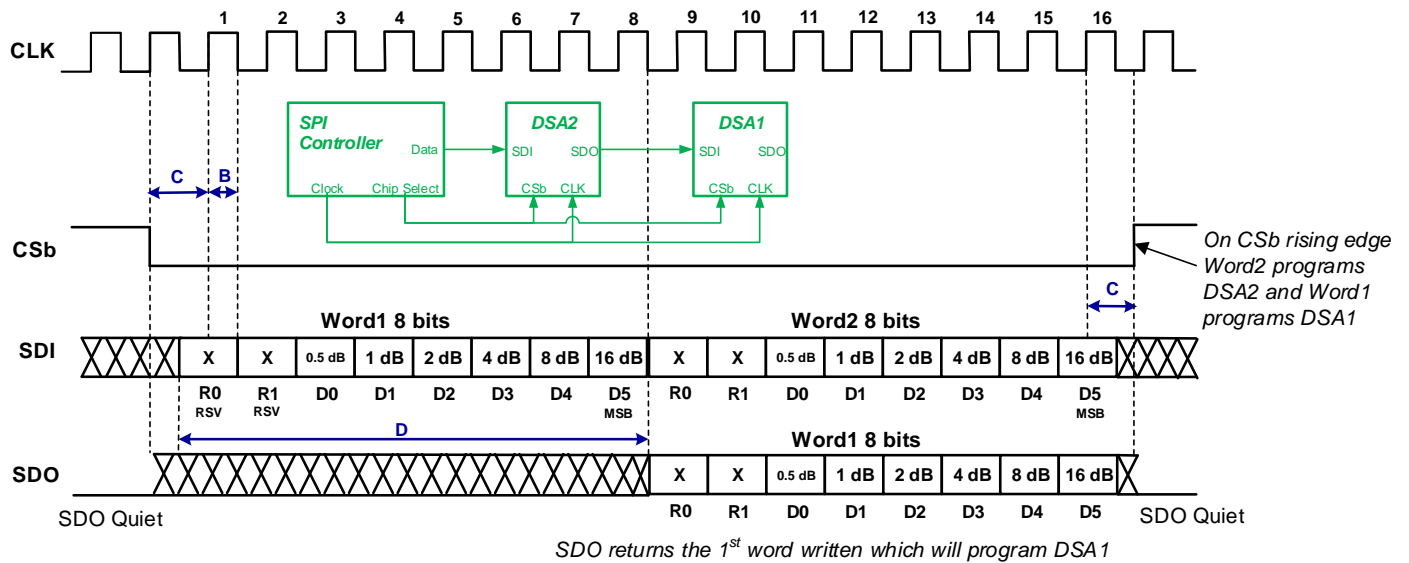 1 2 3 4 5 6 7 8 9 10 11 12 13 14 15 16
CLK
SPI
Controller
Data
Clock
Chip Select
DSA2
SDI
SDO
CSb
CLK
DSA1
SDI
SDO
CSb
CLK
C
B
CSb
On CSb rising edge
Word2 programs
DSA2 and Word1
programs DSA1
C
Word1 8 bits
Word2 8 bits
SDI
X X 0.5 dB 1 dB 2 dB 4 dB 8 dB 16 dB X X 0.5 dB 1 dB 2 dB 4 dB 8 dB 16 dB
R0 R1 D0 D1 D2 D3 D4 D5 R0 R1 D0 D1 D2 D3 D4 D5
RSV RSV MSB MSB
D
Word1 8 bits
SDO
X X 0.5 dB 1 dB 2 dB 4 dB 8 dB 16 dB
R0 R1 D0 D1 D2 D3 D4 D5
SDO Quiet
SDO Quiet
SDO returns the 1st word written which will program DSA1